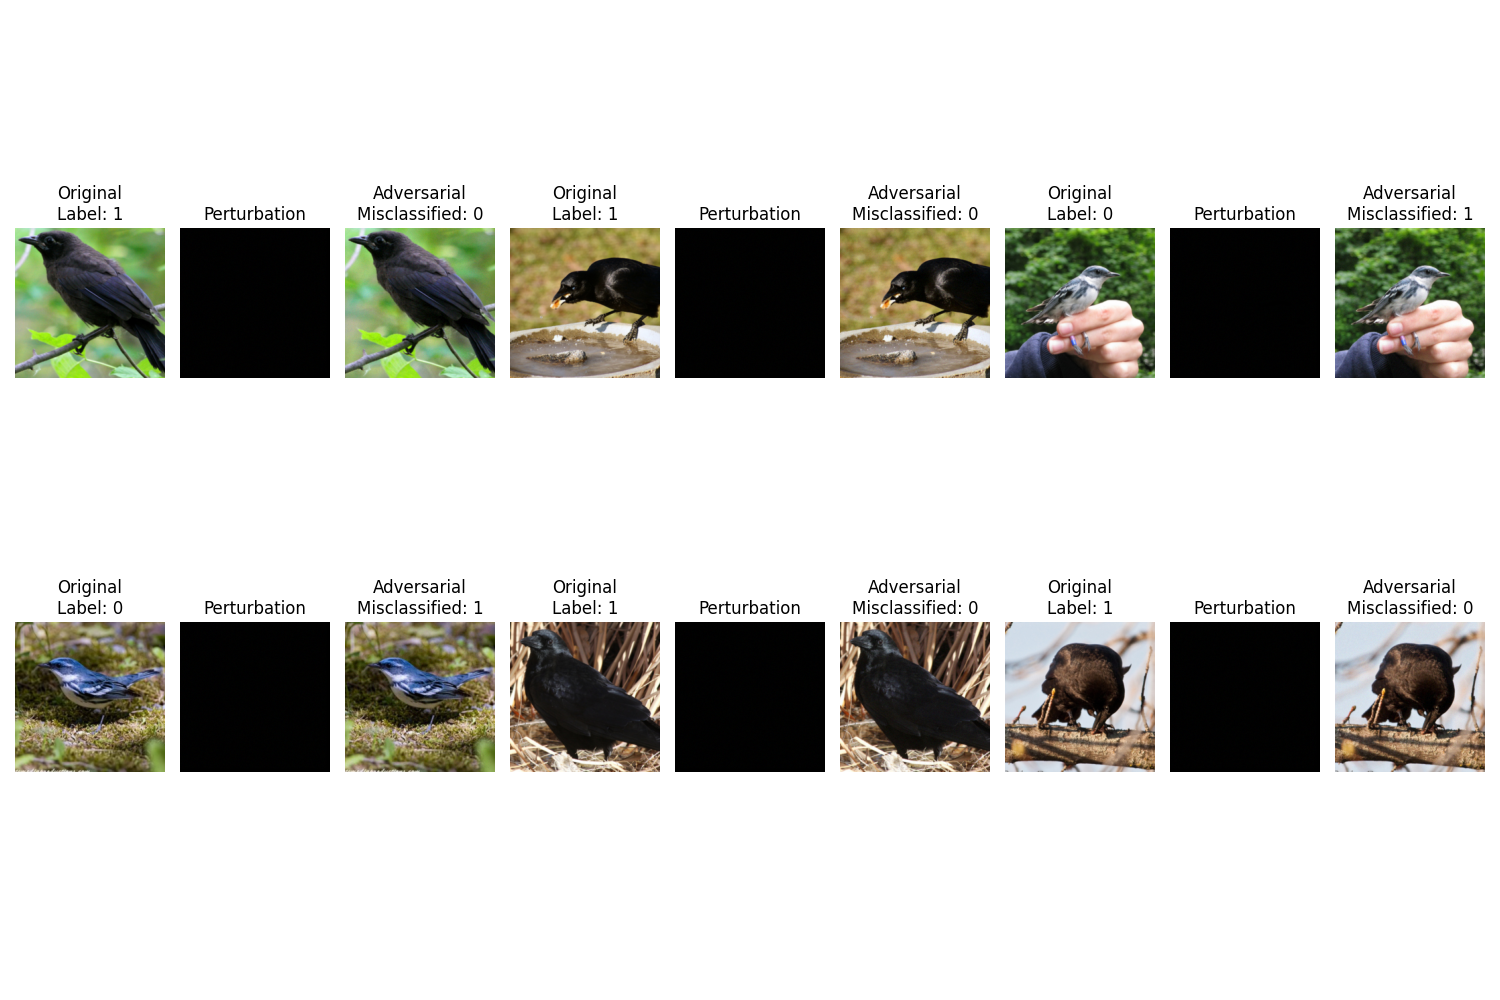 Original
Label: 1
Perturbation
Adversarial
Misclassified: 0
Original
Label: 1
Perturbation
Adversarial
Misclassified: 0
Original
Label: 0
Perturbation
Adversarial
Misclassified: 1
Original
Label: 0
Perturbation
Adversarial
Misclassified: 1
Original
Label: 1
Perturbation
Adversarial
Misclassified: 0
Original
Label: 1
Perturbation
Adversarial
Misclassified: 0